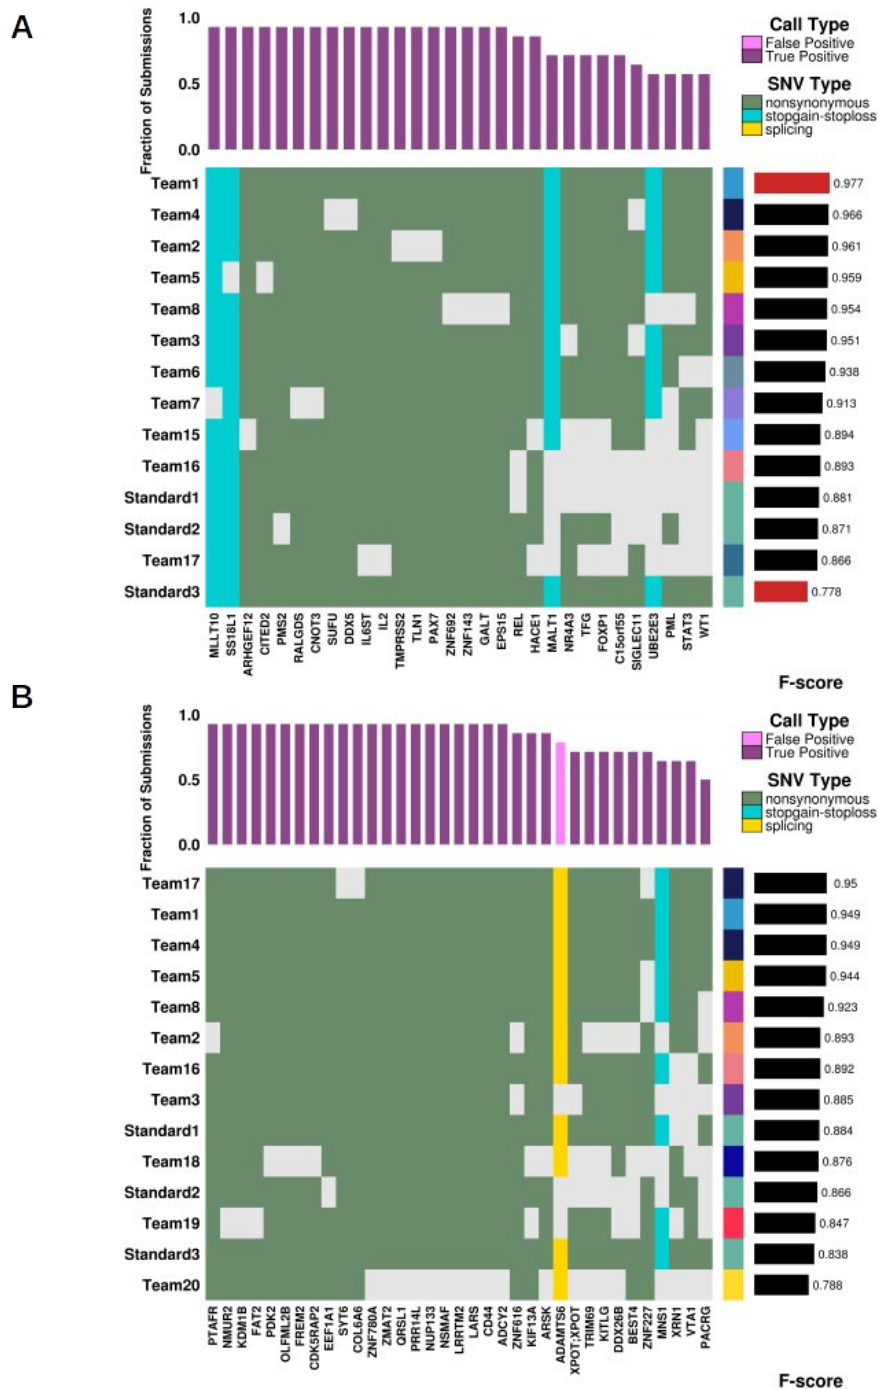 A
Fraction of Submissions
1.0
0.5
0.0
Call Type
False Positive
True Positive
SNV Type
nonsynonymous
stopgain-stoploss
splicing
Team1 0.977
Team4 0.966
Team2 0.961
Team5 0.959
Team8 0.954
Team3 0.951
Team6 0.938
Team7 0.913
Team15 0.894
Team16 0.893
Standard1 0.881
Standard2 0.871
Team17 0.866
Standard3 0.778
MLLT10
SS18L1
ARHGEF12
CITED2
PMS2
RALGDS
CNOT3
SUFU
DDX5
IL6ST
IL2
TMPRSS2
TLN1
PAX7
ZNF692
ZNF143
GALT
EPS15
REL
HACE1
MALT1
NR4A3
TFG
FOXP1
C15orf55
SIGLEC11
UBE2E3
PML
STAT3
WT1
F-score
B
Fraction of Submissions
1.0
0.5
0.0
Call Type
False Positive
True Positive
SNV Type
nonsynonymous
stopgain-stoploss
splicing
Team17 0.95
Team1 0.949
Team4 0.949
Team5 0.944
Team8 0.923
Team2 0.893
Team16 0.892
Team3 0.885
Standard1 0.884
Team18 0.876
Standard2 0.866
Team19 0.847
Standard3 0.838
Team20 0.788
PTAFR
NMUR2
KDM1B
FAT2
PDK2
OLFML2B
FREM2
CDK5RAP2
EEF1A1
SYT6
COL6A6
ZNF780A
ZMAT2
QRSL1
PRR14L
NUP133
NSMAF
LRRTM2
LARS
CD44
ADCY2
ZNF616
KIF13A
ARSK
ADAMTS6
XPOT;XPOT
TRIM69
KITLG
DDX26B
BEST4
ZNF227
MNS1
XRN1
VTA1
PACRG
F-score